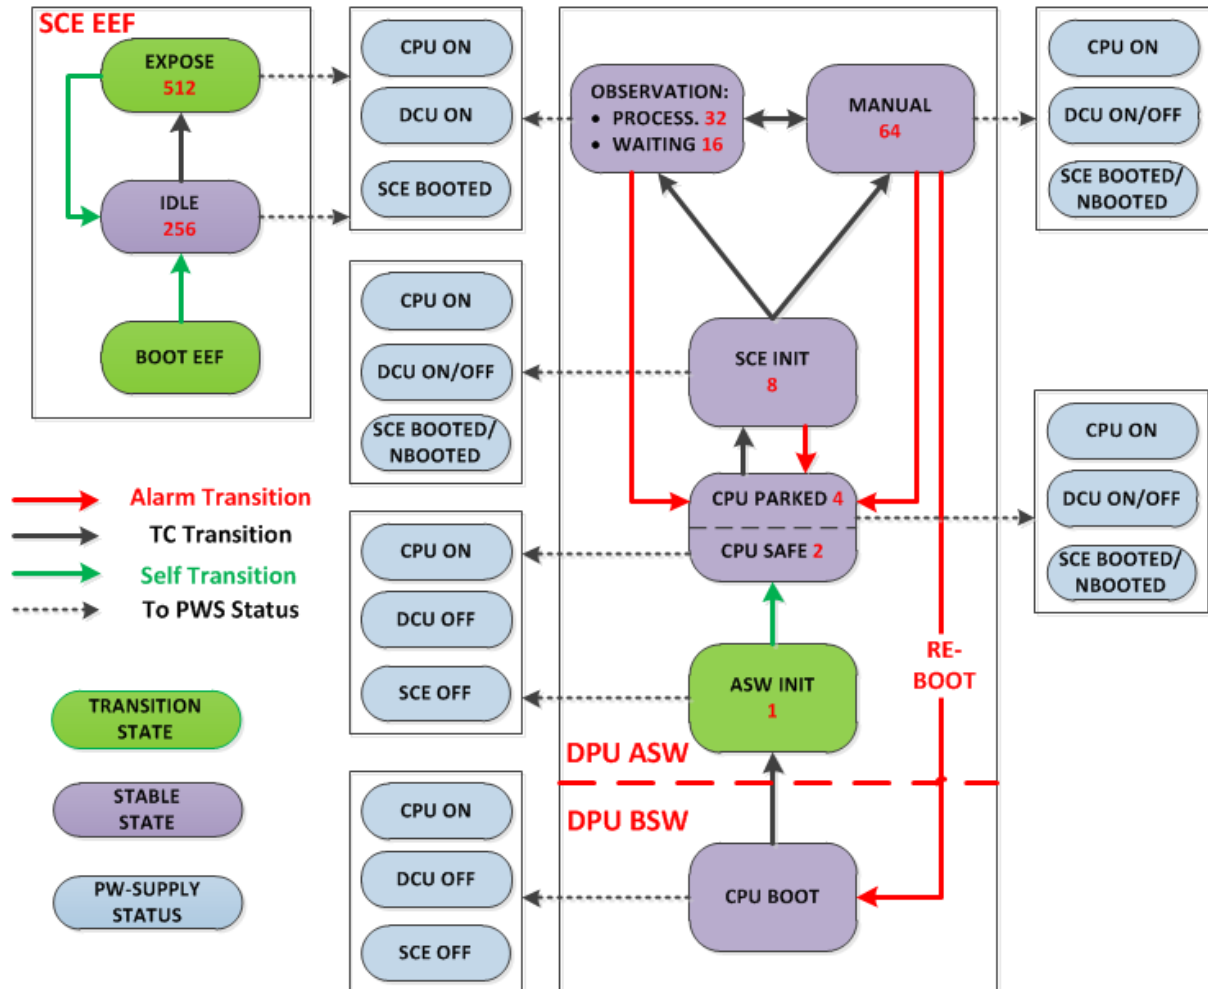 SCE EEF
EXPOSE
512
IDLE
256
BOOT EEF
Alarm Transition
TC Transition
Self Transition
To PWS Status
TRANSITION
STATE
STABLE
STATE
PW-SUPPLY
STATUS
CPU ON
DCU ON
SCE BOOTED
CPU ON
DCU ON/OFF
SCE BOOTED/
NBOOTED
CPU ON
DCU OFF
SCE OFF
CPU ON
DCU OFF
SCE OFF
OBSERVATION:
• PROCESS. 32
• WAITING 16
MANUAL
64
SCE INIT
8
CPU PARKED 4
CPU SAFE 2
ASW INIT
1
RE-
BOOT
DPU ASW
DPU BSW
CPU BOOT
CPU ON
DCU ON/OFF
SCE BOOTED/
NBOOTED
CPU ON
DCU ON/OFF
SCE BOOTED/
NBOOTED